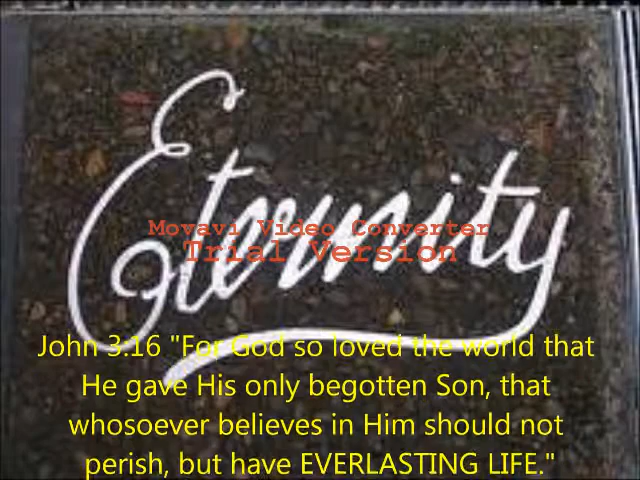 Eternity
Movavi Video Converter
Trial Version
John 3:16 "For God so loved the world that
He gave His only begotten Son, that
whosoever believes in Him should not
perish, but have EVERLASTING LIFE."